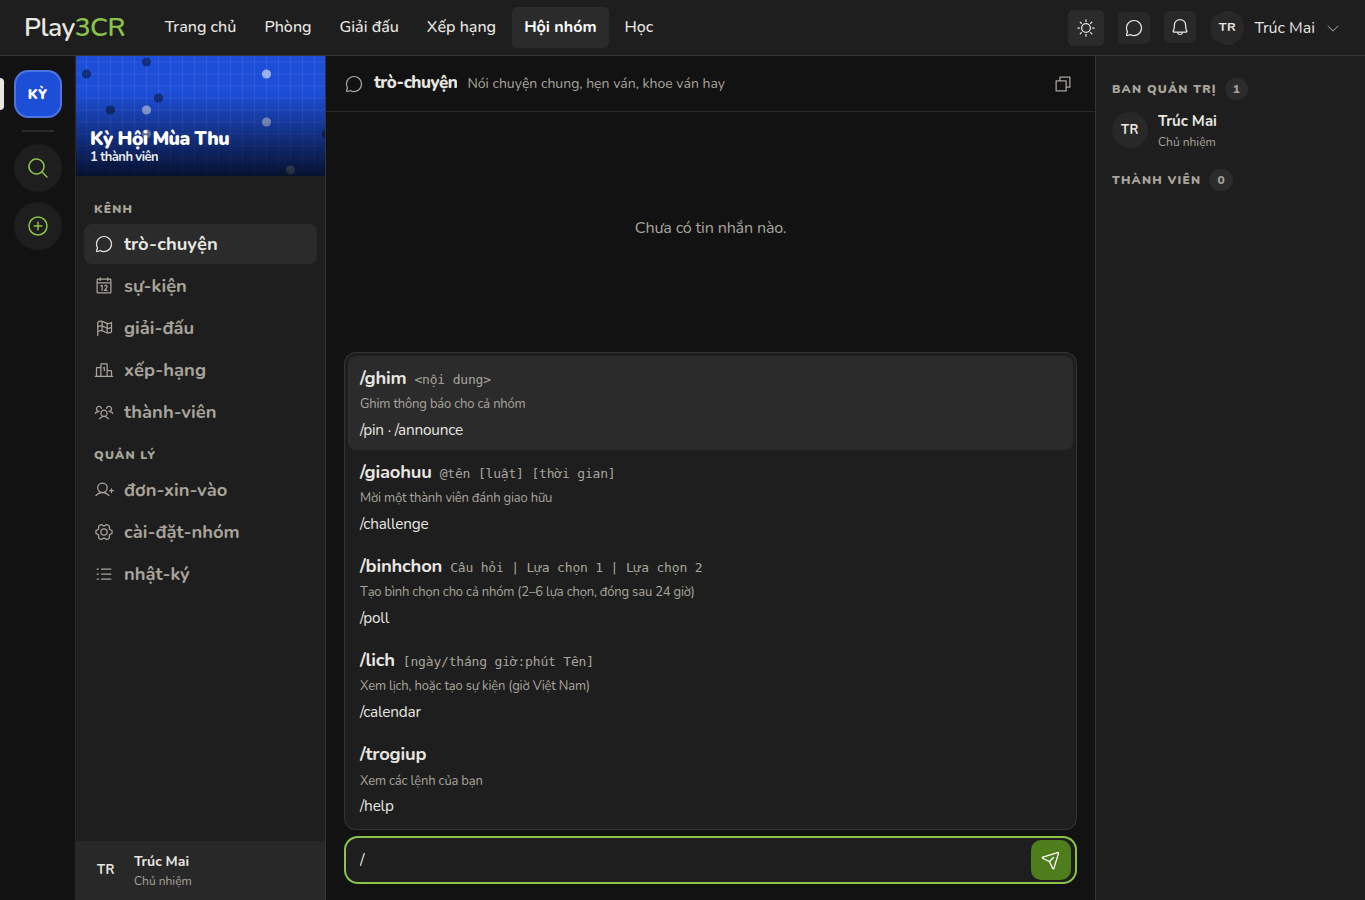 Play3CR
Trang chủ
Phòng
Giải đấu
Xếp hạng
Hội nhóm
Học
TR
Trúc Mai
KỲ
Kỳ Hội Mùa Thu
1 thành viên
KÊNH
trò-chuyện
sự-kiện
giải-đấu
xếp-hạng
thành-viên
QUẢN LÝ
đơn-xin-vào
cài-đặt-nhóm
nhật-ký
TR
Trúc Mai
Chủ nhiệm
trò-chuyện Nói chuyện chung, hẹn ván, khoe ván hay
Chưa có tin nhắn nào.
/ghim <nội dung>
Ghim thông báo cho cả nhóm
/pin · /announce
/giaohuu @tên [luật] [thời gian]
Mời một thành viên đánh giao hữu
/challenge
/binhchon Câu hỏi | Lựa chọn 1 | Lựa chọn 2
Tạo bình chọn cho cả nhóm (2–6 lựa chọn, đóng sau 24 giờ)
/poll
/lich [ngày/tháng giờ:phút Tên]
Xem lịch, hoặc tạo sự kiện (giờ Việt Nam)
/calendar
/trogiup
Xem các lệnh của bạn
/help
/
BAN QUẢN TRỊ 1
TR
Trúc Mai
Chủ nhiệm
THÀNH VIÊN 0